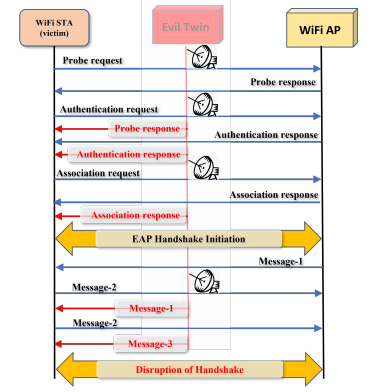 WiFi STA
(victim)
Evil Twin
WiFi AP
Probe request
Probe response
Authentication request
Probe response
Authentication response
Authentication response
Association request
Association response
Association response
EAP Handshake Initiation
Message-1
Message-2
Message-1
Message-2
Message-3
Disruption of Handshake